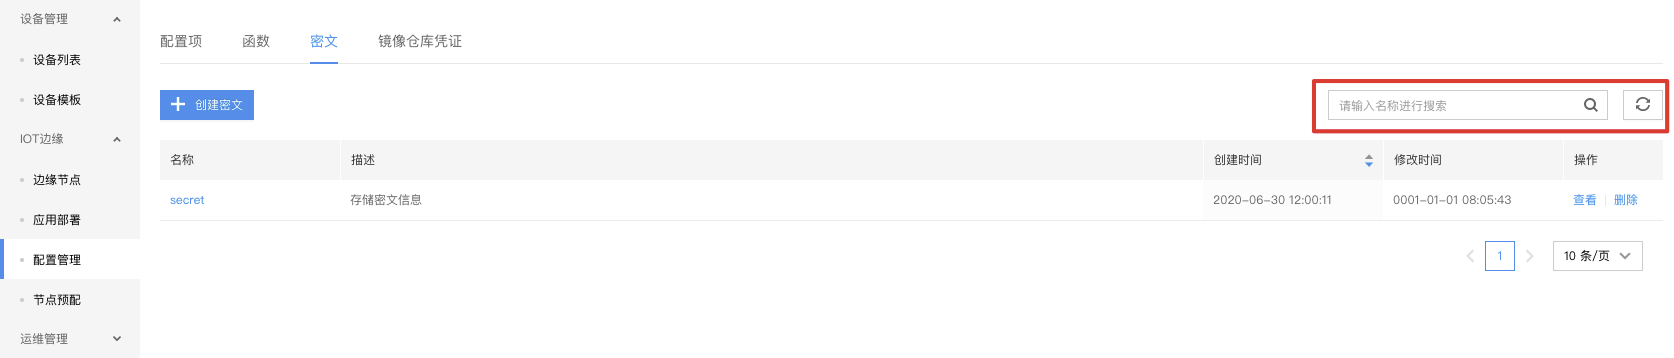 设备管理
设备列表
设备模板
IOT边缘
边缘节点
应用部署
配置管理
节点预配
运维管理
配置项 函数 密文 镜像仓库凭证
创建密文 请输入名称进行搜索
名称 描述 创建时间 修改时间 操作
secret 存储密文信息 2020-06-30 12:00:11 0001-01-01 08:05:43 查看 删除
1 10 条/页